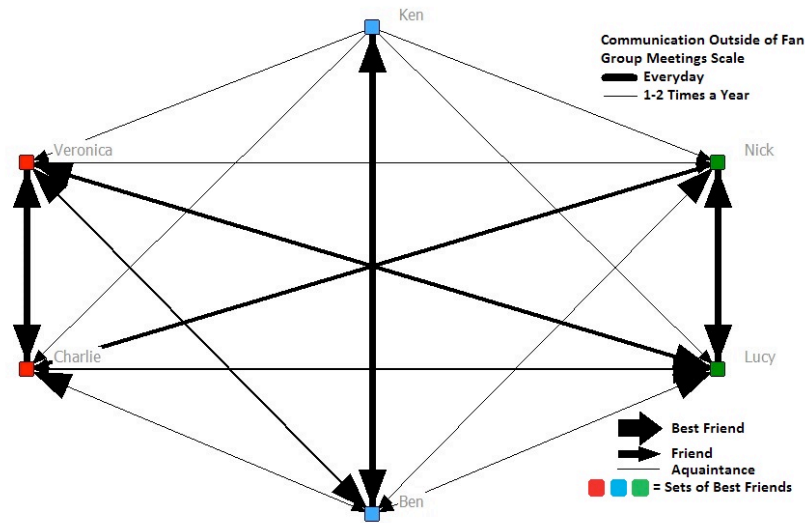 Ken
Communication Outside of Fan
Group Meetings Scale
Everyday
1-2 Times a Year
Veronica
Nick
Charlie
Lucy
Best Friend
Friend
Aquaintance
= Sets of Best Friends
Ben